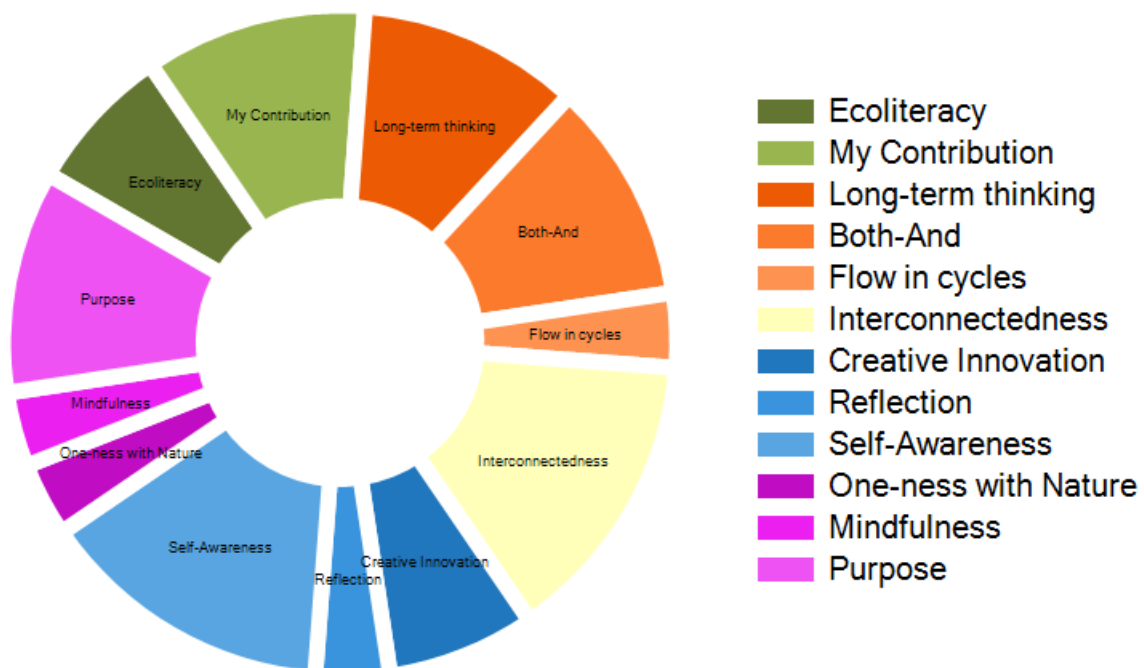 My Contribution
Long-term thinking
Ecoliteracy
Both-And
Purpose
Flow in cycles
Mindfulness
One-ness with Nature
Interconnectedness
Self-Awareness
Creative Innovation
Reflection
Ecoliteracy
My Contribution
Long-term thinking
Both-And
Flow in cycles
Interconnectedness
Creative Innovation
Reflection
Self-Awareness
One-ness with Nature
Mindfulness
Purpose